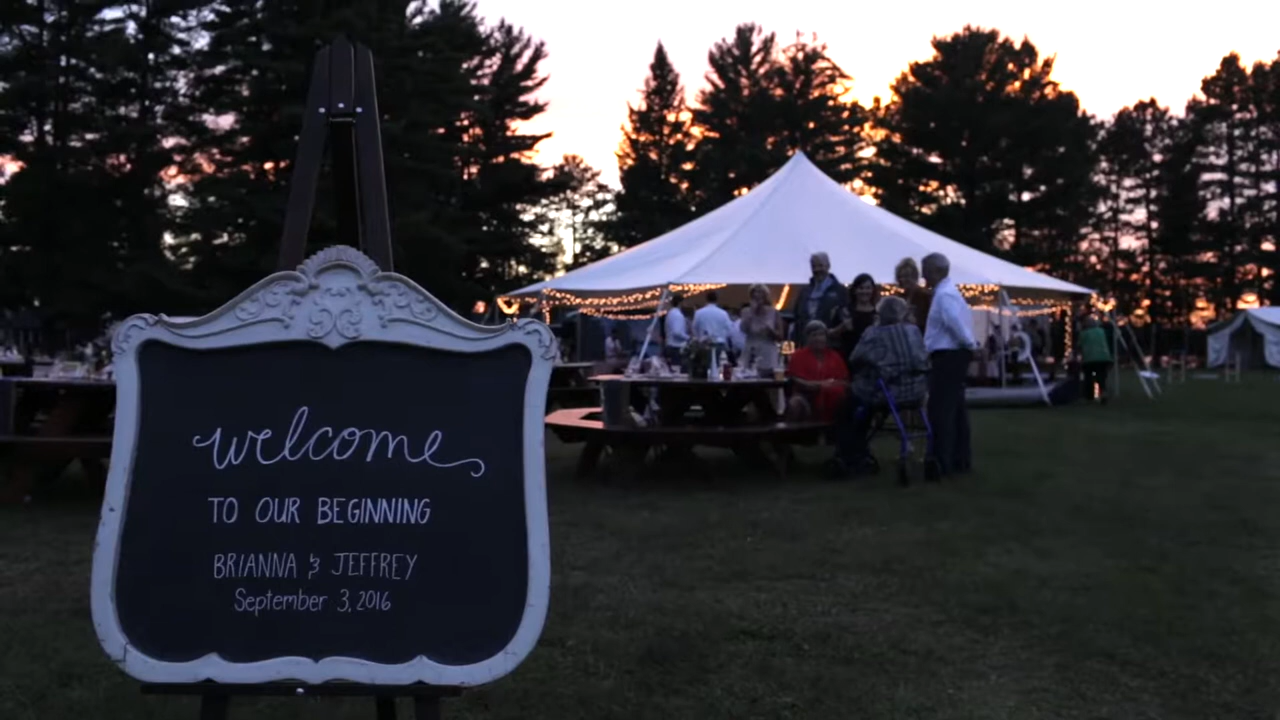 welcome
TO OUR BEGINNING
BRIANNA & JEFFREY
September 3, 2016